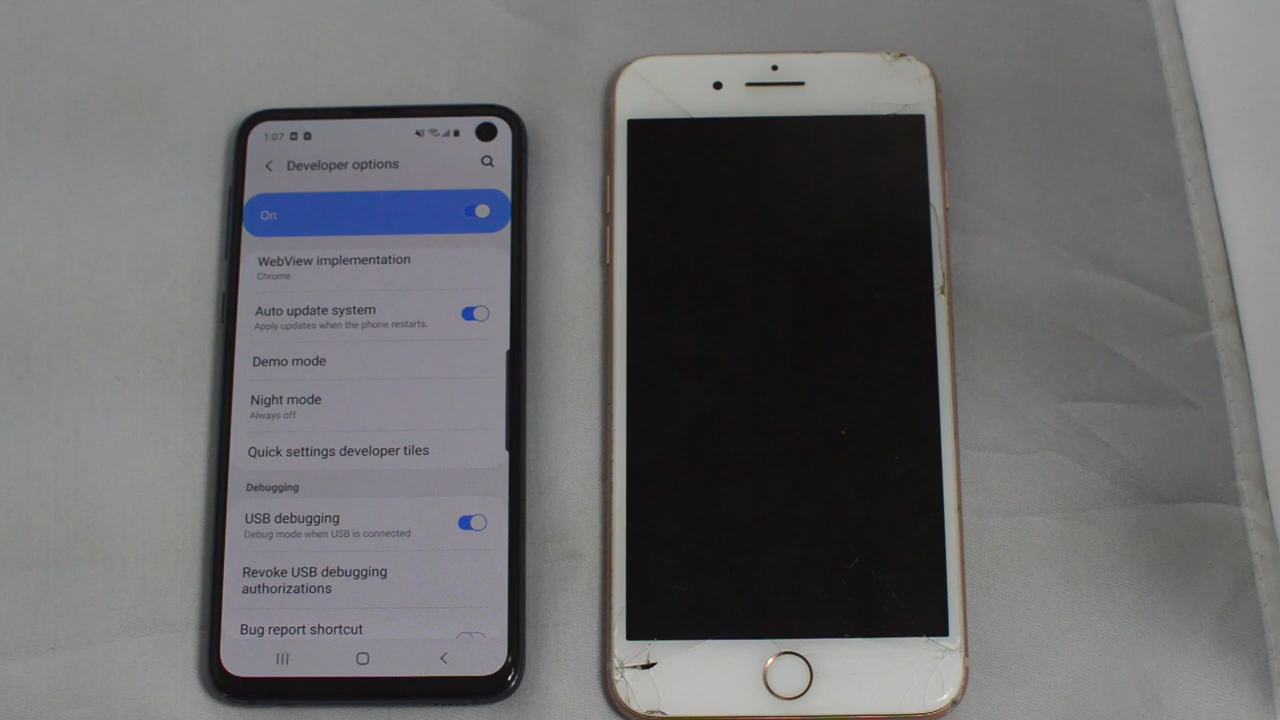 1:07
Developer options
On
WebView implementation
Chrome
Auto update system
Apply updates when the phone restarts.
Demo mode
Night mode
Always off
Quick settings developer tiles
Debugging
USB debugging
Debug mode when USB is connected
Revoke USB debugging
authorizations
Bug report shortcut